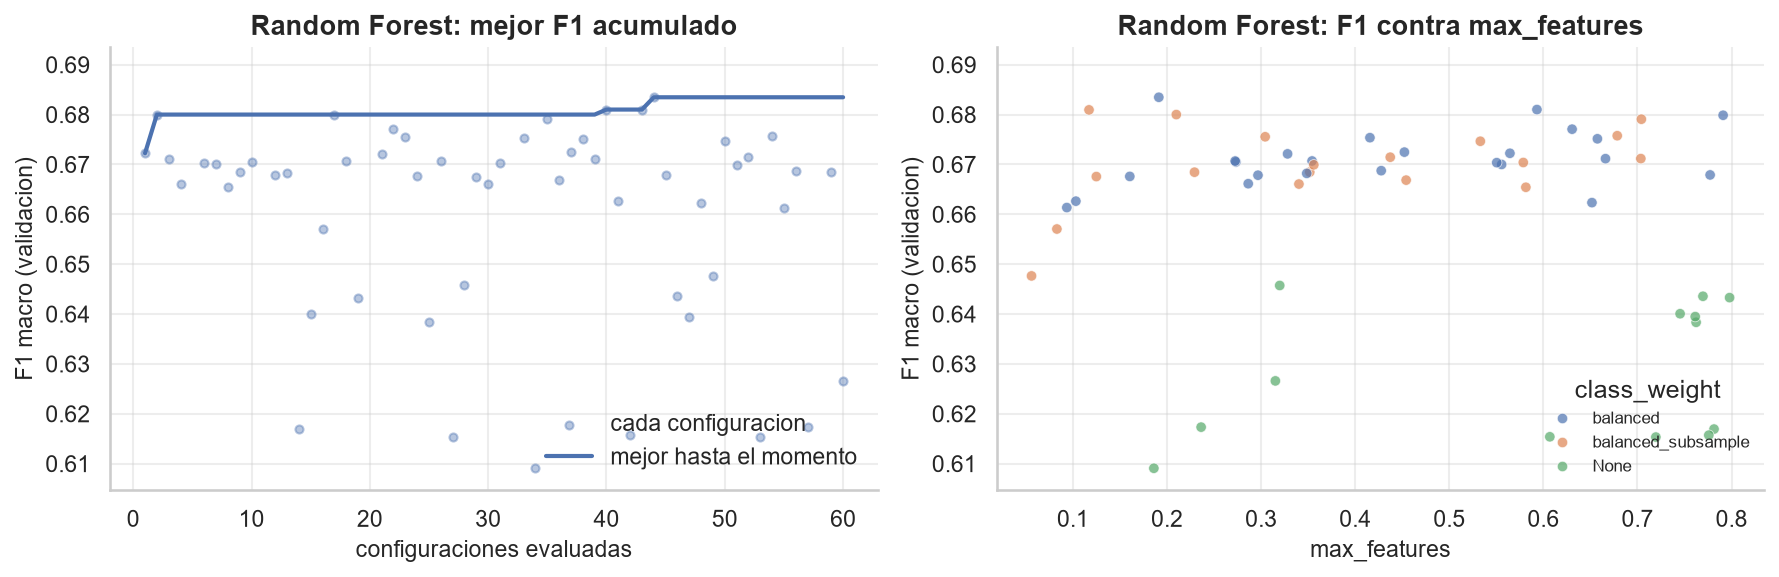 Random Forest: mejor F1 acumulado
F1 macro (validacion)
0.69
0.68
0.67
0.66
0.65
0.64
0.63
0.62
0.61
cada configuracion
mejor hasta el momento
0 10 20 30 40 50 60
configuraciones evaluadas
Random Forest: F1 contra max_features
F1 macro (validacion)
0.69
0.68
0.67
0.66
0.65
0.64
0.63
0.62
0.61
class_weight
balanced
balanced_subsample
None
0.1 0.2 0.3 0.4 0.5 0.6 0.7 0.8
max_features